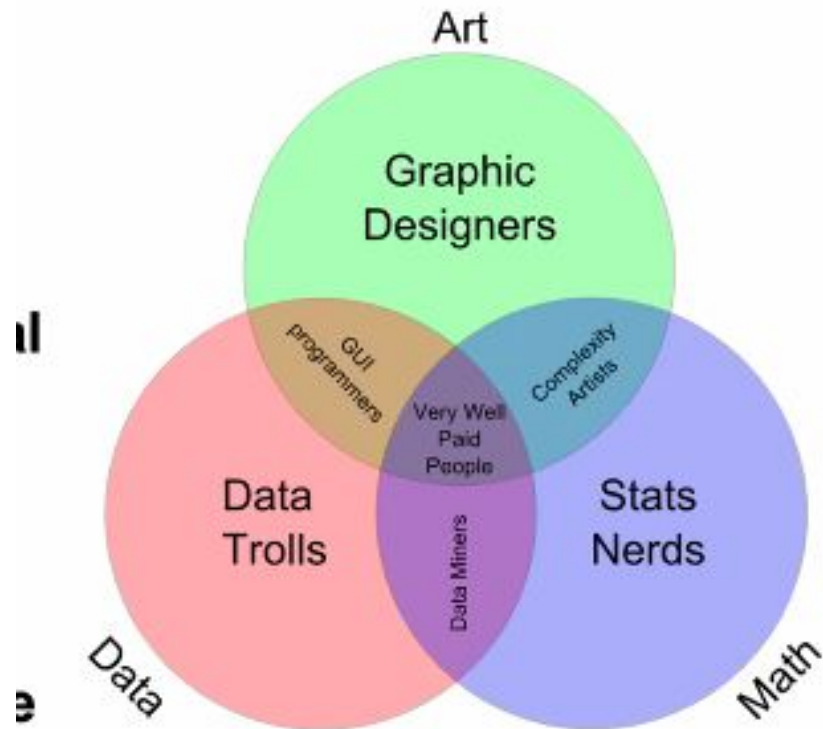 Art
Graphic
Designers
al
GUI
programmers
Complexity
Artists
Very Well
Paid
People
Data
Trolls
Stats
Nerds
Data Miners
Data
Math
e